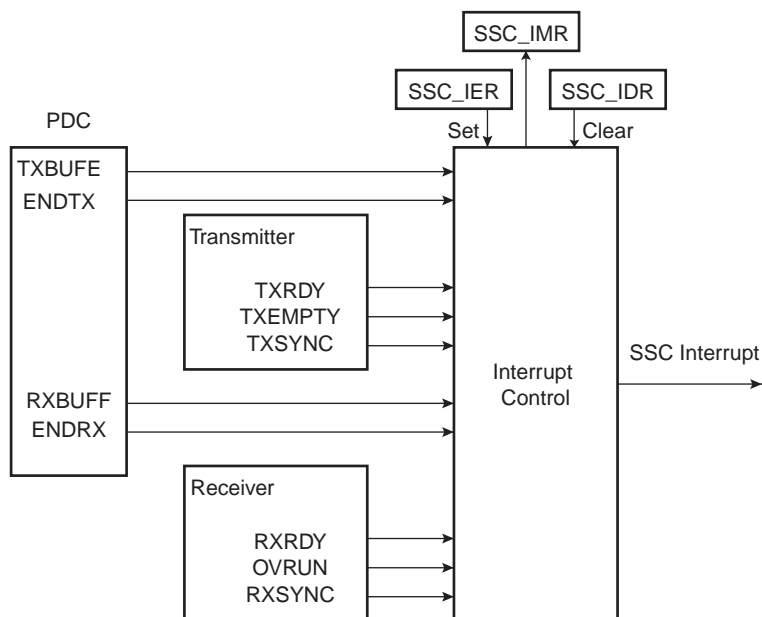 SSC_IMR
SSC_IER
SSC_IDR
PDC
Set
Clear
TXBUFE
ENDTX
Transmitter
TXRDY
TXEMPTY
TXSYNC
SSC Interrupt
Interrupt
Control
RXBUFF
ENDRX
Receiver
RXRDY
OVRUN
RXSYNC